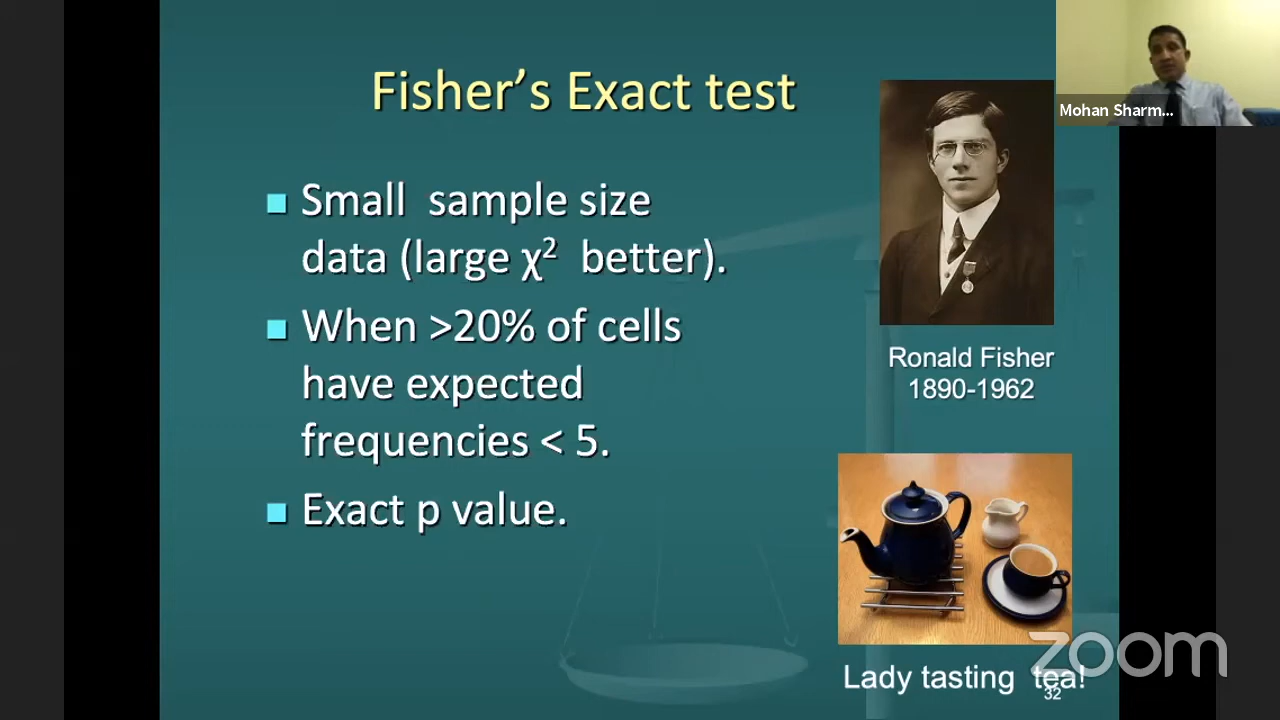 Fisher's Exact test
Small sample size
data (large χ² better).
When >20% of cells
have expected
frequencies < 5.
Exact p value.
Mohan Sharm...
Ronald Fisher
1890-1962
Lady tasting tea!
32
zoom